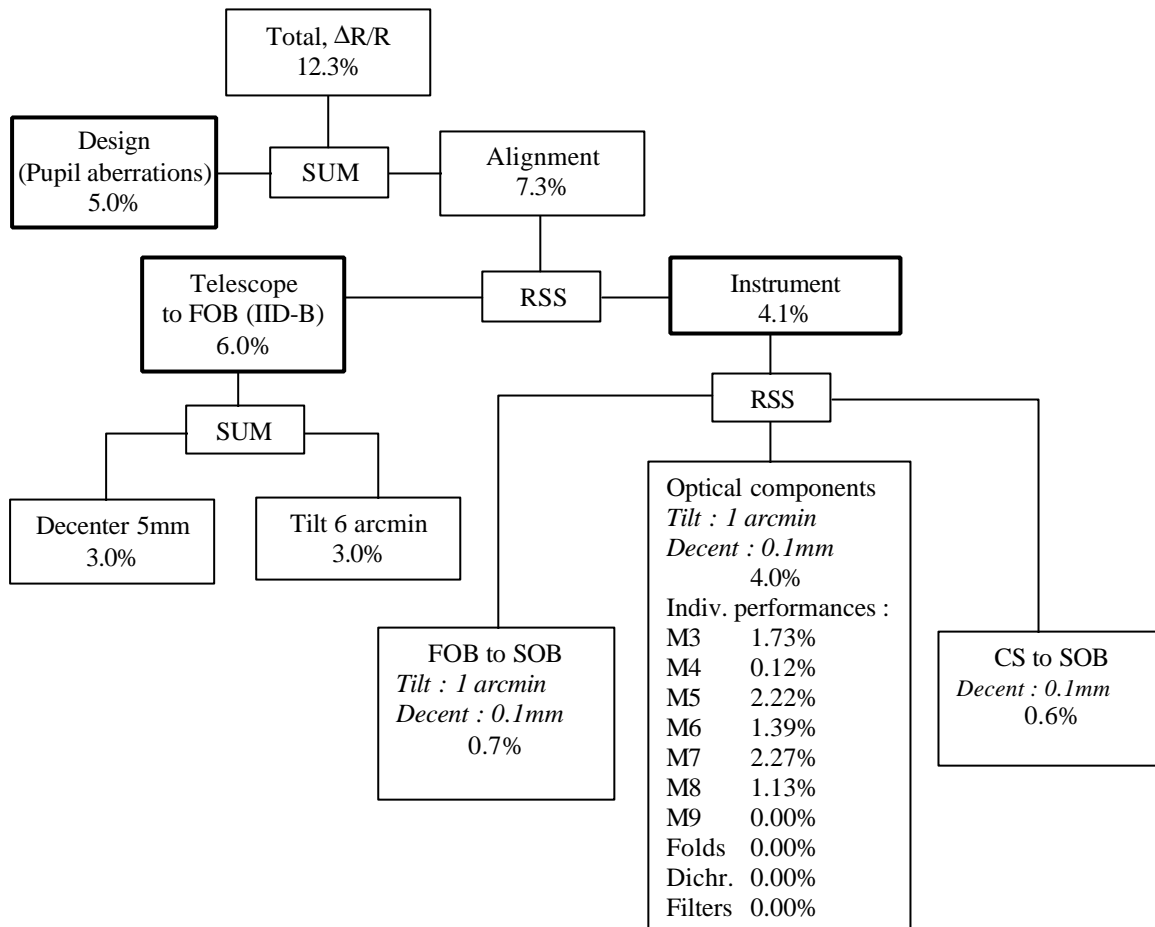 Total, ΔR/R
12.3%
Design
(Pupil aberrations)
5.0%
SUM
Alignment
7.3%
Telescope
to FOB (IID-B)
6.0%
RSS
Instrument
4.1%
SUM
RSS
Decenter 5mm
3.0%
Tilt 6 arcmin
3.0%
FOB to SOB
Tilt : 1 arcmin
Decent : 0.1mm
0.7%
Optical components
Tilt : 1 arcmin
Decent : 0.1mm
4.0%
Indiv. performances :
M3 1.73%
M4 0.12%
M5 2.22%
M6 1.39%
M7 2.27%
M8 1.13%
M9 0.00%
Folds 0.00%
Dichr. 0.00%
Filters 0.00%
CS to SOB
Decent : 0.1mm
0.6%